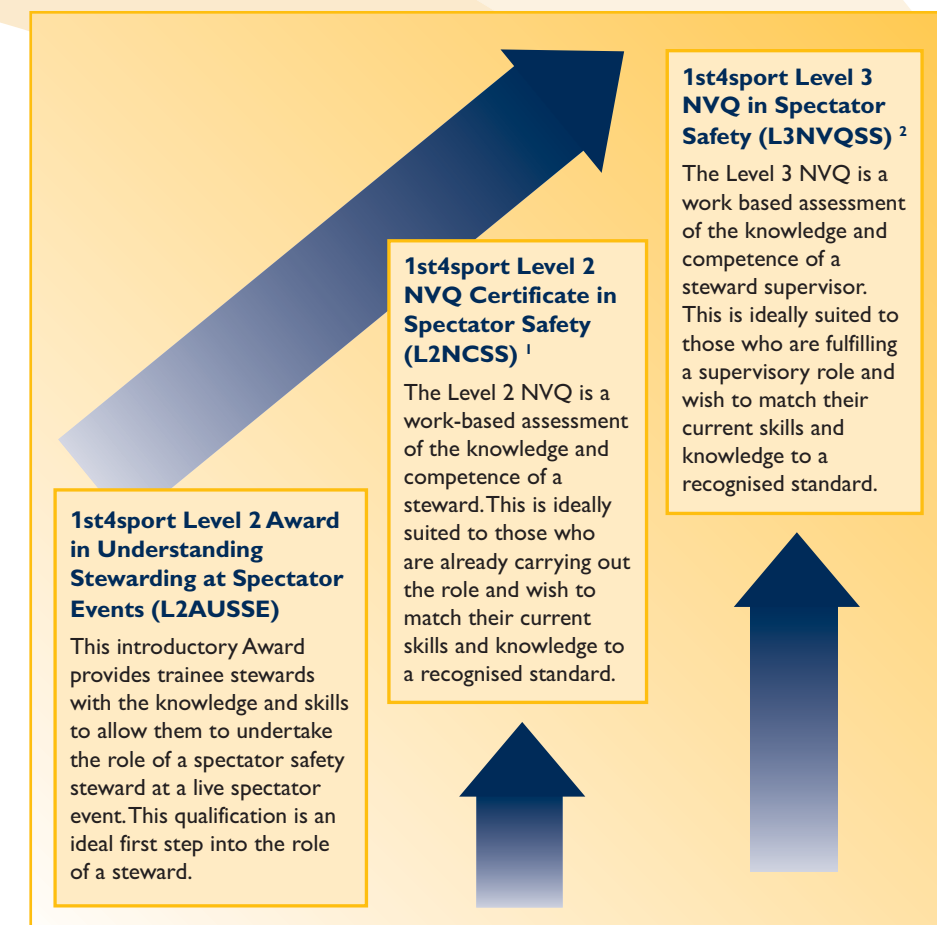 1st4sport Level 2 Award
in Understanding
Stewarding at Spectator
Events (L2AUSSE)
This introductory Award
provides trainee stewards
with the knowledge and skills
to allow them to undertake
the role of a spectator safety
steward at a live spectator
event. This qualification is an
ideal first step into the role
of a steward.
1st4sport Level 2
NVQ Certificate in
Spectator Safety
(L2NCSS) 1
The Level 2 NVQ is a
work-based assessment
of the knowledge and
competence of a
steward. This is ideally
suited to those who
are already carrying out
the role and wish to
match their current
skills and knowledge to
a recognised standard.
1st4sport Level 3
NVQ in Spectator
Safety (L3NVQSS) 2
The Level 3 NVQ is a
work based assessment
of the knowledge and
competence of a
steward supervisor.
This is ideally suited to
those who are fulfilling
a supervisory role and
wish to match their
current skills and
knowledge to a
recognised standard.